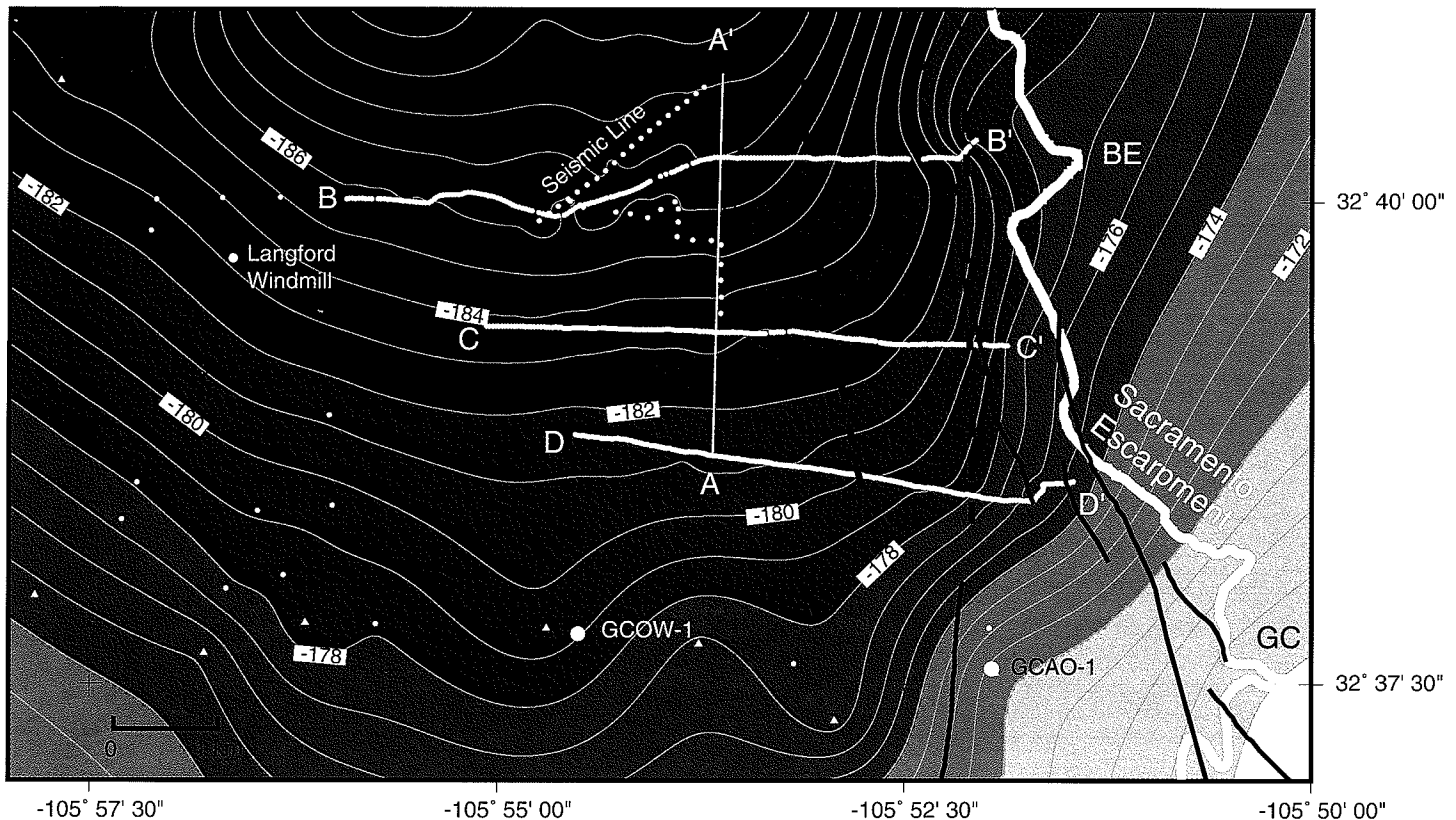 A'
Seismic Line
-186
B
B'
BE
32° 40' 00"
-182
-176
-174
-172
Langford
Windmill
-184
C
C'
-180
-182
D
A
Sacramento
Escarpment
-180
D'
-178
GCOW-1
GC
-178
GCAO-1
32° 37' 30"
0
-105° 57' 30"
-105° 55' 00"
-105° 52' 30"
-105° 50' 00"